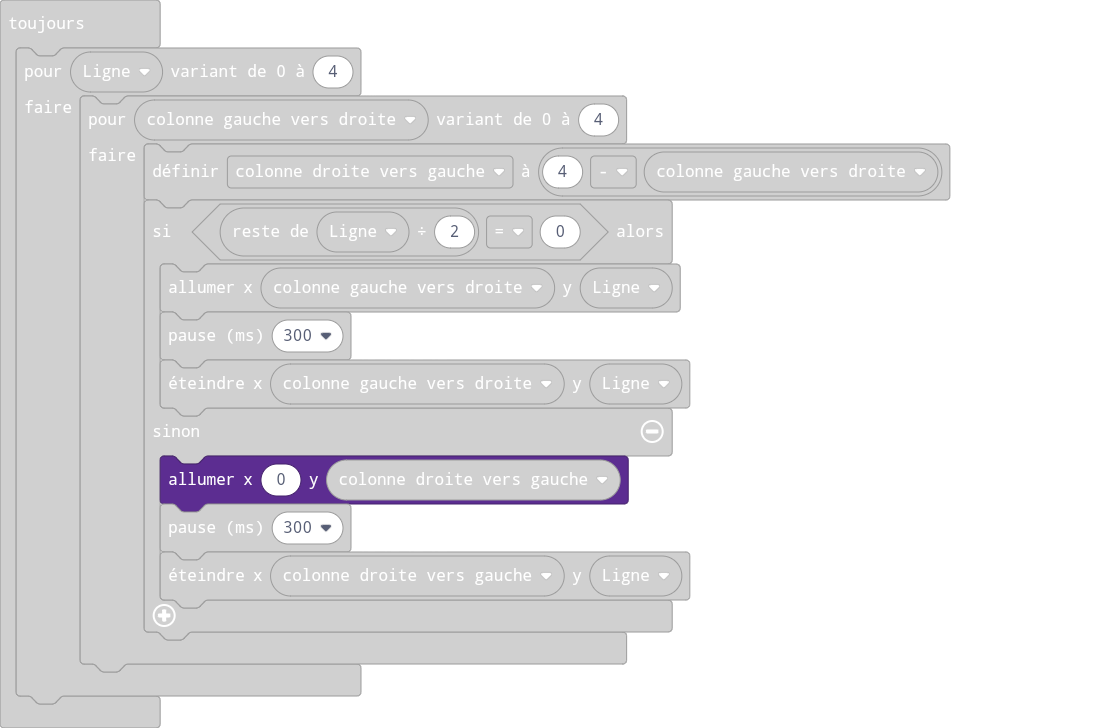 toujours
pour Ligne variant de 0 à 4
faire
pour colonne gauche vers droite variant de 0 à 4
faire
définir colonne droite vers gauche à 4 - colonne gauche vers droite
si reste de Ligne ÷ 2 = 0 alors
allumer x colonne gauche vers droite y Ligne
pause (ms) 300
éteindre x colonne gauche vers droite y Ligne
sinon
allumer x 0 y colonne droite vers gauche
pause (ms) 300
éteindre x colonne droite vers gauche y Ligne